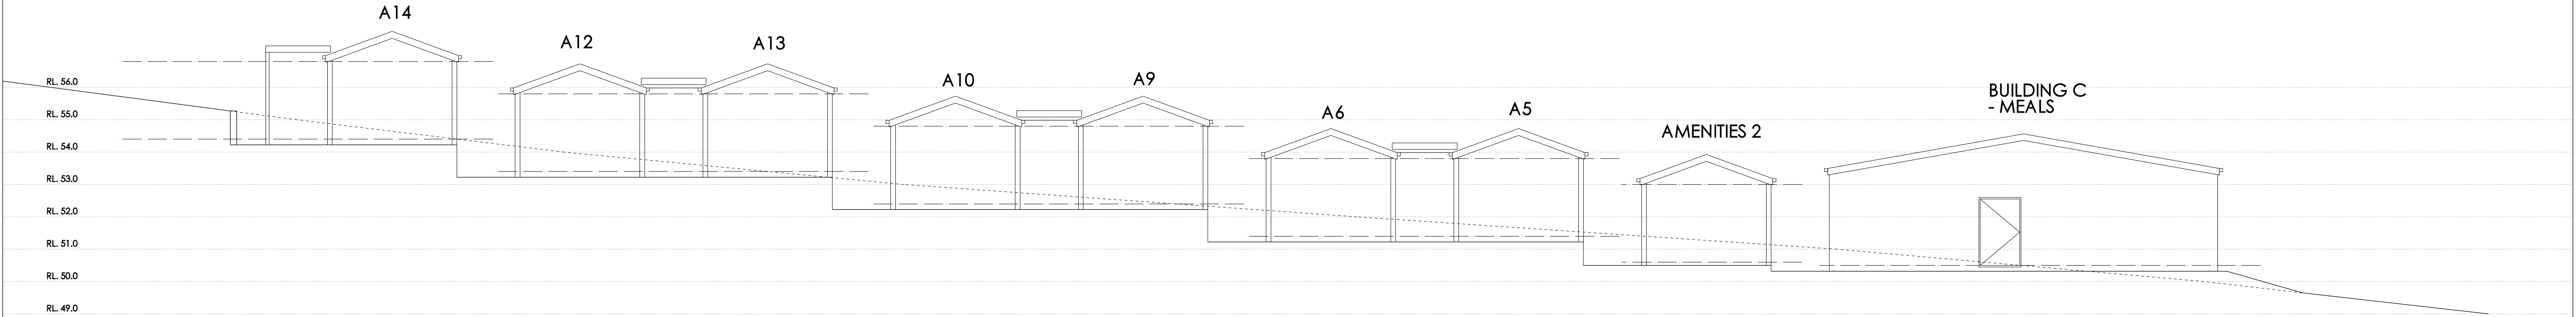 A14
A12
A13
A10
A9
A6
A5
AMENITIES 2
BUILDING C
- MEALS
RL. 56.0
RL. 55.0
RL. 54.0
RL. 53.0
RL. 52.0
RL. 51.0
RL. 50.0
RL. 49.0